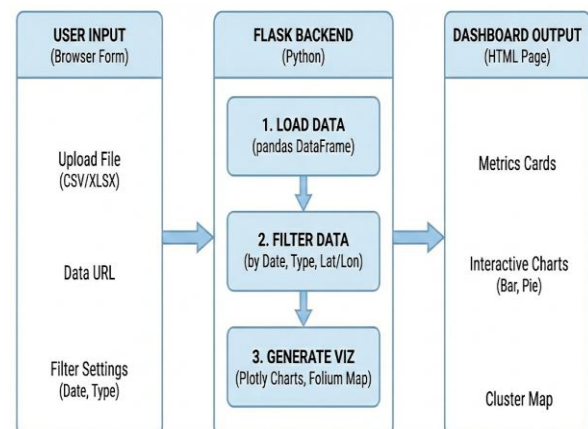 USER INPUT
(Browser Form)
Upload File
(CSV/XLSX)
Data URL
Filter Settings
(Date, Type)
FLASK BACKEND
(Python)
1. LOAD DATA
(pandas DataFrame)
2. FILTER DATA
(by Date, Type, Lat/Lon)
3. GENERATE VIZ
(Plotly Charts, Folium Map)
DASHBOARD OUTPUT
(HTML Page)
Metrics Cards
Interactive Charts
(Bar, Pie)
Cluster Map